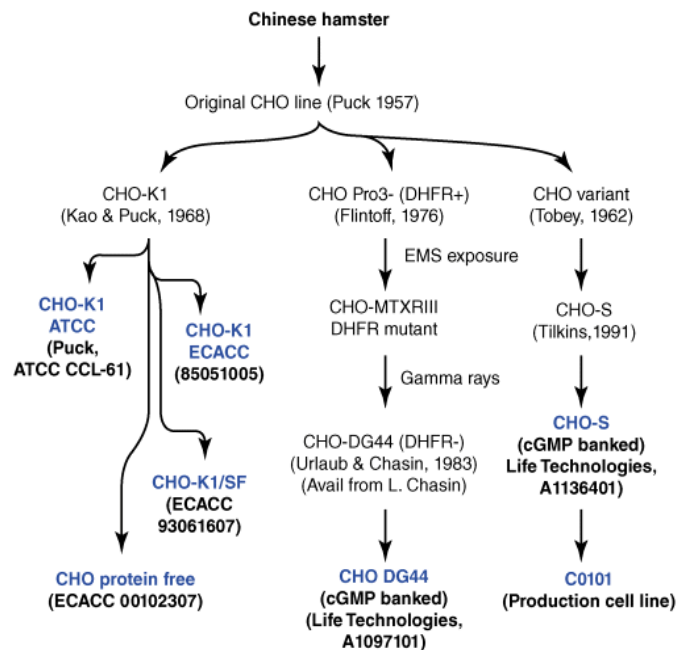 Chinese hamster
Original CHO line (Puck 1957)
CHO-K1
(Kao & Puck, 1968)
CHO Pro3- (DHFR+)
(Flintoff, 1976)
CHO variant
(Tobey, 1962)
EMS exposure
CHO-K1
ATCC
(Puck,
ATCC CCL-61)
CHO-K1
ECACC
(85051005)
CHO-MTXRIII
DHFR mutant
CHO-S
(Tilkins,1991)
Gamma rays
CHO-K1/SF
(ECACC
93061607)
CHO-DG44 (DHFR-)
(Urlaub & Chasin, 1983)
(Avail from L. Chasin)
CHO-S
(cGMP banked)
Life Technologies,
A1136401)
CHO protein free
(ECACC 00102307)
CHO DG44
(cGMP banked)
(Life Technologies,
A1097101)
C0101
(Production cell line)